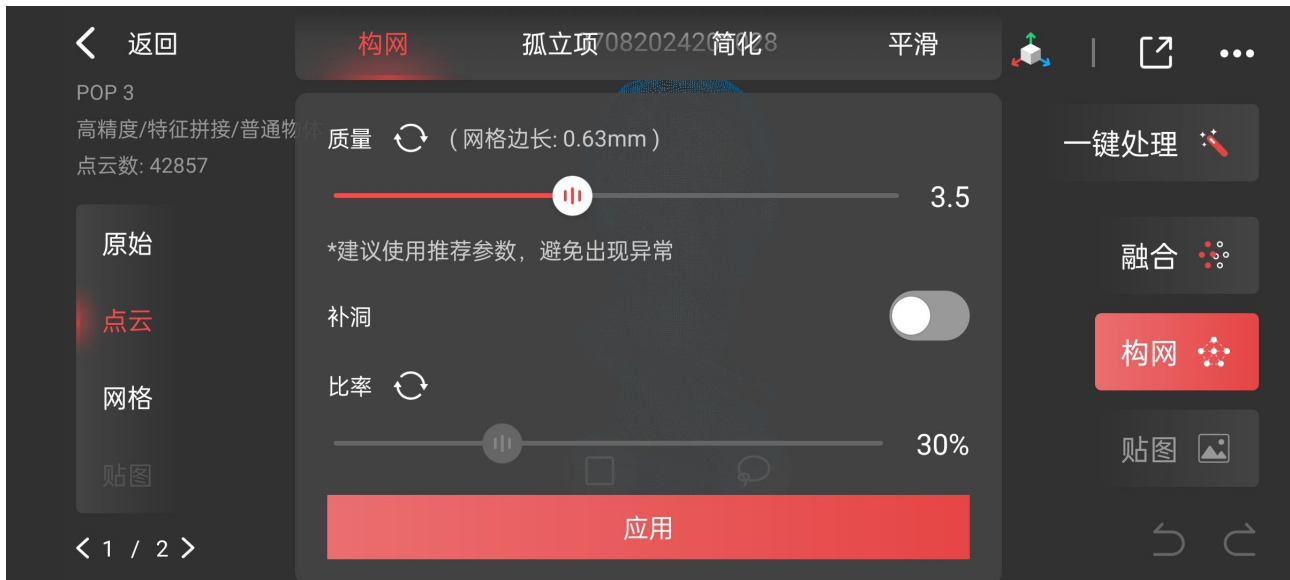 返回
构网
孤立项
简化
平滑
POP 3
高精度/特征拼接/普通物体
点云数: 42857
原始
点云
网格
贴图
1 / 2
质量 (网格边长: 0.63mm)
3.5
*建议使用推荐参数，避免出现异常
补洞
比率
30%
应用
一键处理
融合
构网
贴图